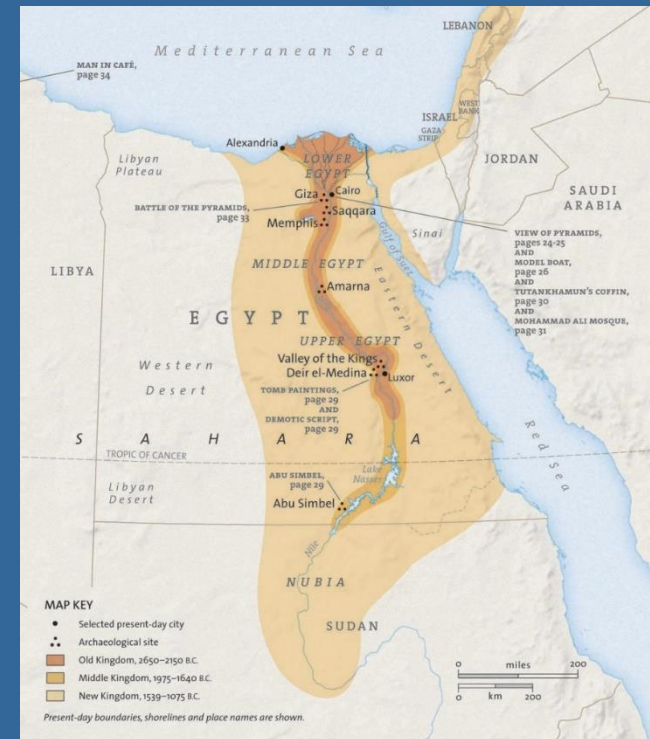 LEBANON
Mediterranean Sea
MAN IN CAFÉ,
page 34
WEST
BANK
ISRAEL
GAZA
STRIP
Alexandria
JORDAN
Libyan
Plateau
LOWER
EGYPT
SAUDI
ARABIA
Giza
Cairo
BATTLE OF THE PYRAMIDS,
page 33
Saqqara
Memphis
Sinai
Gulf of Suez
VIEW OF PYRAMIDS,
pages 24-25
AND
MODEL BOAT,
page 26
AND
TUTANKHAMUN'S COFFIN,
page 30
AND
MOHAMMAD ALI MOSQUE,
page 31
LIBYA
MIDDLE EGYPT
Amarna
Eastern Desert
EGYPT
UPPER EGYPT
Valley of the Kings
Deir el-Medina
Luxor
Western
Desert
TOMB PAINTINGS,
page 29
AND
DEMOTIC SCRIPT,
page 29
SAHARA
TROPIC OF CANCER
Red Sea
Libyan
Desert
ABU SIMBEL,
page 29
Lake
Nasser
Abu Simbel
Nile
NUBIA
SUDAN
MAP KEY
Selected present-day city
Archaeological site
Old Kingdom, 2650–2150 B.C.
Middle Kingdom, 1975–1640 B.C.
New Kingdom, 1539–1075 B.C.
0 miles 200
0 km 200
Present-day boundaries, shorelines and place names are shown.